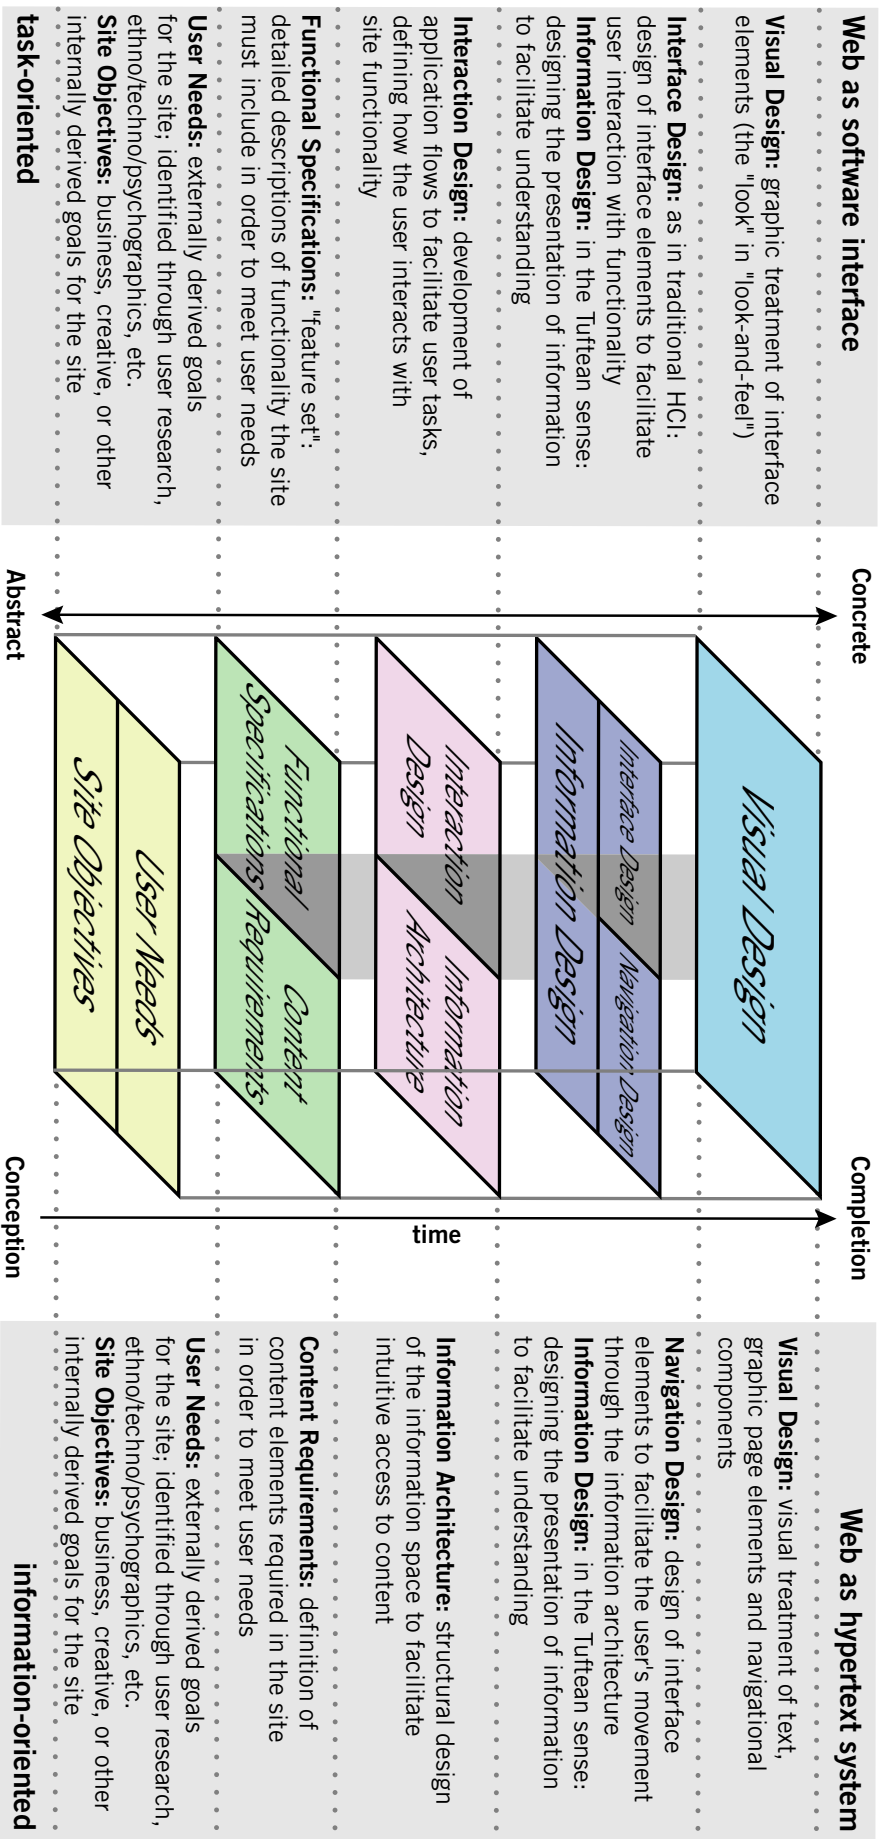 Web as software interface
Visual Design: graphic treatment of interface
elements (the "look" in "look-and-feel")
Interface Design: as in traditional HCI:
design of interface elements to facilitate
user interaction with functionality
Information Design: in the Tuftean sense:
designing the presentation of information
to facilitate understanding
Interaction Design: development of
application flows to facilitate user tasks,
defining how the user interacts with
site functionality
Functional Specifications: "feature set":
detailed descriptions of functionality the site
must include in order to meet user needs
User Needs: externally derived goals
for the site; identified through user research,
ethno/techno/psychographics, etc.
Site Objectives: business, creative, or other
internally derived goals for the site
task-oriented
Concrete
Abstract
Visual Design
Interface Design
Navigation Design
Information Design
Interaction
Design
Information
Architecture
Functional
Specifications
Content
Requirements
User Needs
Site Objectives
Completion
time
Conception
Web as hypertext system
Visual Design: visual treatment of text,
graphic page elements and navigational
components
Navigation Design: design of interface
elements to facilitate the user's movement
through the information architecture
Information Design: in the Tuftean sense:
designing the presentation of information
to facilitate understanding
Information Architecture: structural design
of the information space to facilitate
intuitive access to content
Content Requirements: definition of
content elements required in the site
in order to meet user needs
User Needs: externally derived goals
for the site; identified through user research,
ethno/techno/psychographics, etc.
Site Objectives: business, creative, or other
internally derived goals for the site
information-oriented